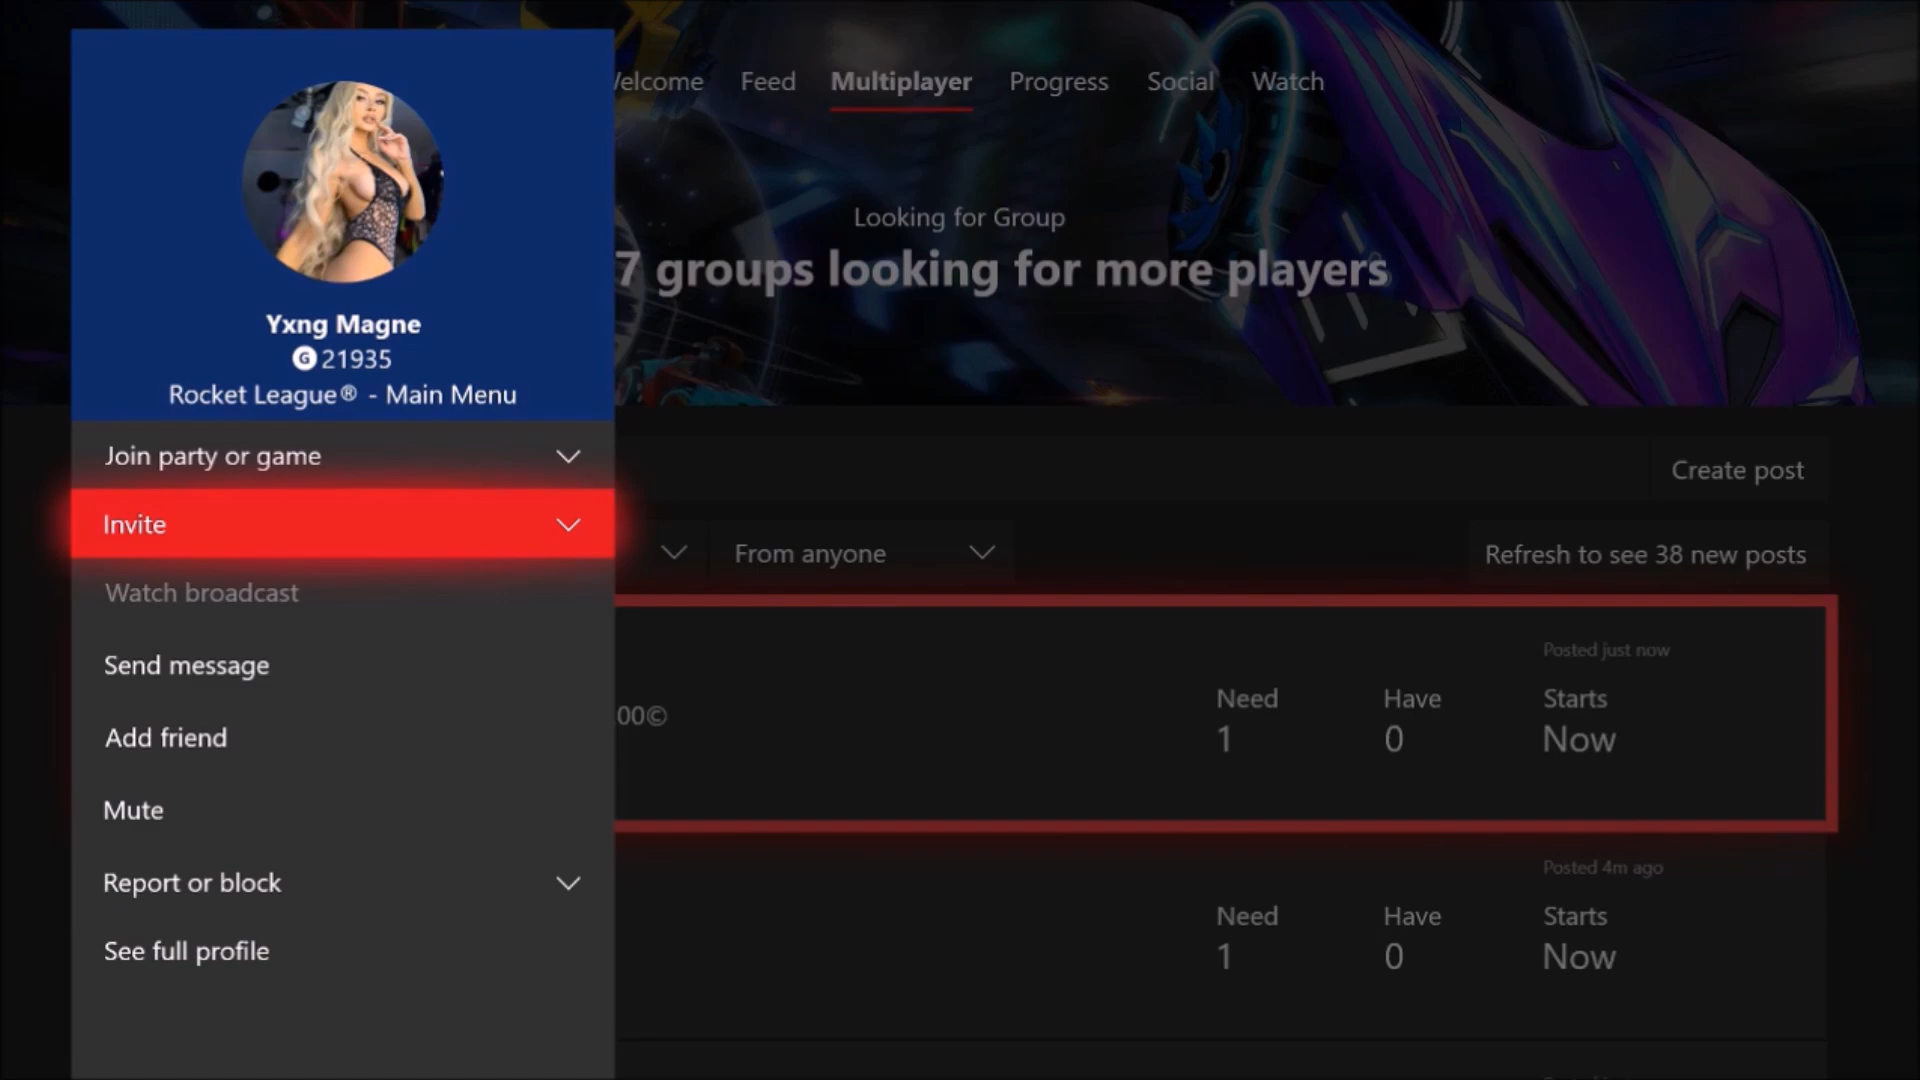 Yxng Magne
G 21935
Rocket League® - Main Menu
Join party or game
Invite
Watch broadcast
Send message
Add friend
Mute
Report or block
See full profile
elcome Feed Multiplayer Progress Social Watch
Looking for Group
7 groups looking for more players
Create post
From anyone
Refresh to see 38 new posts
Posted just now
00©
Need Have Starts
1 0 Now
Posted 4m ago
Need Have Starts
1 0 Now